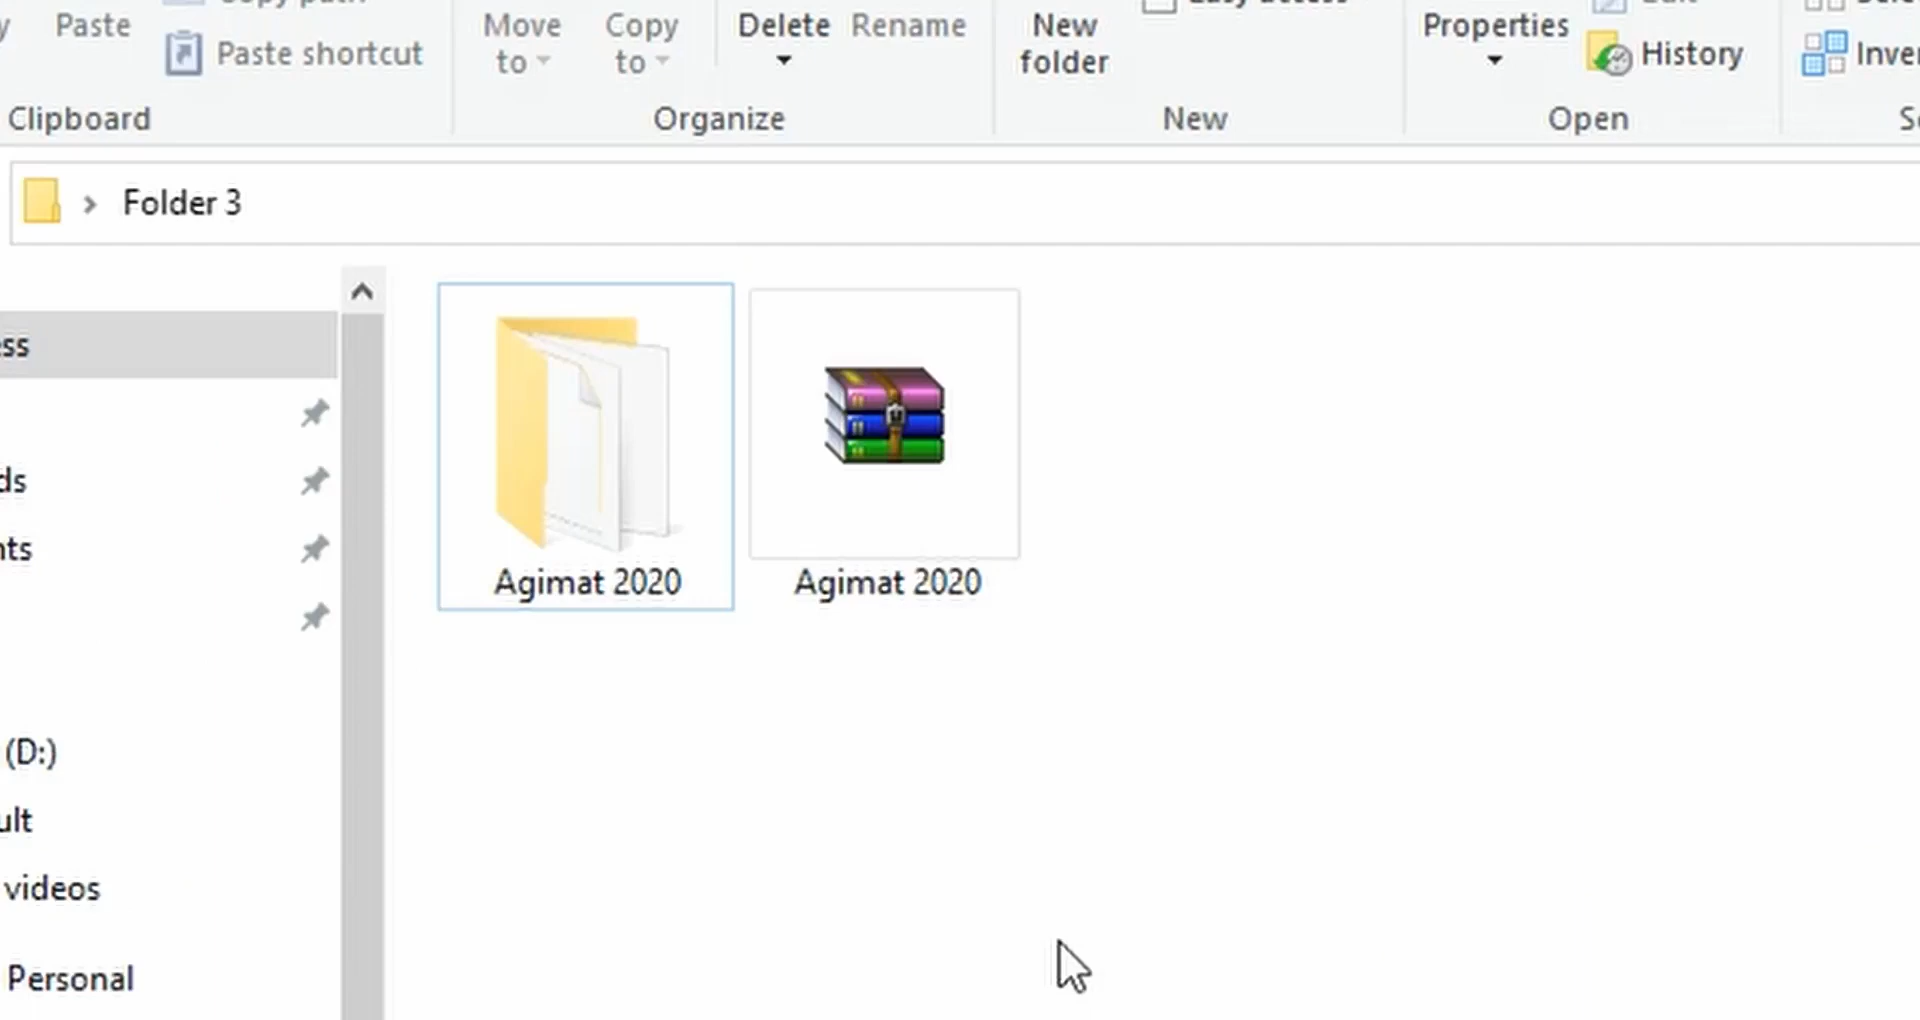 Paste
Paste shortcut
Clipboard
Move
to
Copy
to
Delete
Rename
Organize
New
folder
New
Properties
History
Open
Folder 3
Agimat 2020
Agimat 2020
(D:)
videos
Personal